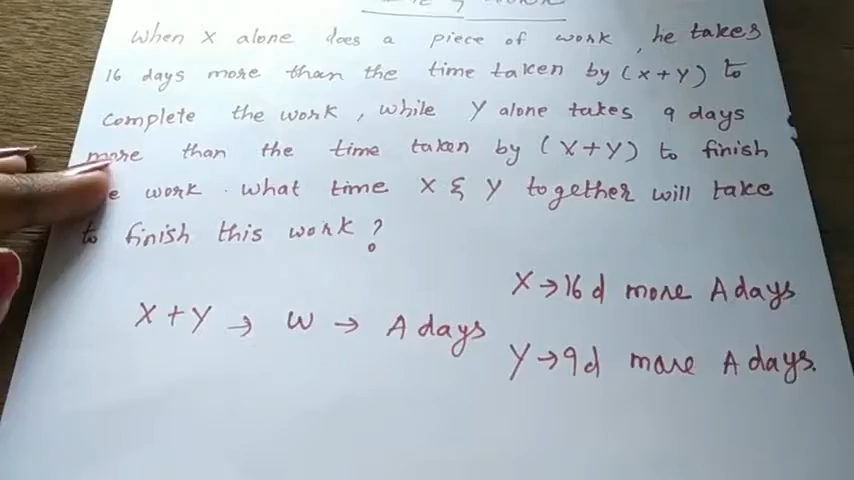 When X alone does a piece of work, he takes
16 days more than the time taken by (X+Y) to
complete the work, while Y alone takes 9 days
more than the time taken by (X+Y) to finish
e work. What time X & Y together will take
to finish this work?
X → 16 d more A days
X+Y → W → A days
Y → 9d more A days.